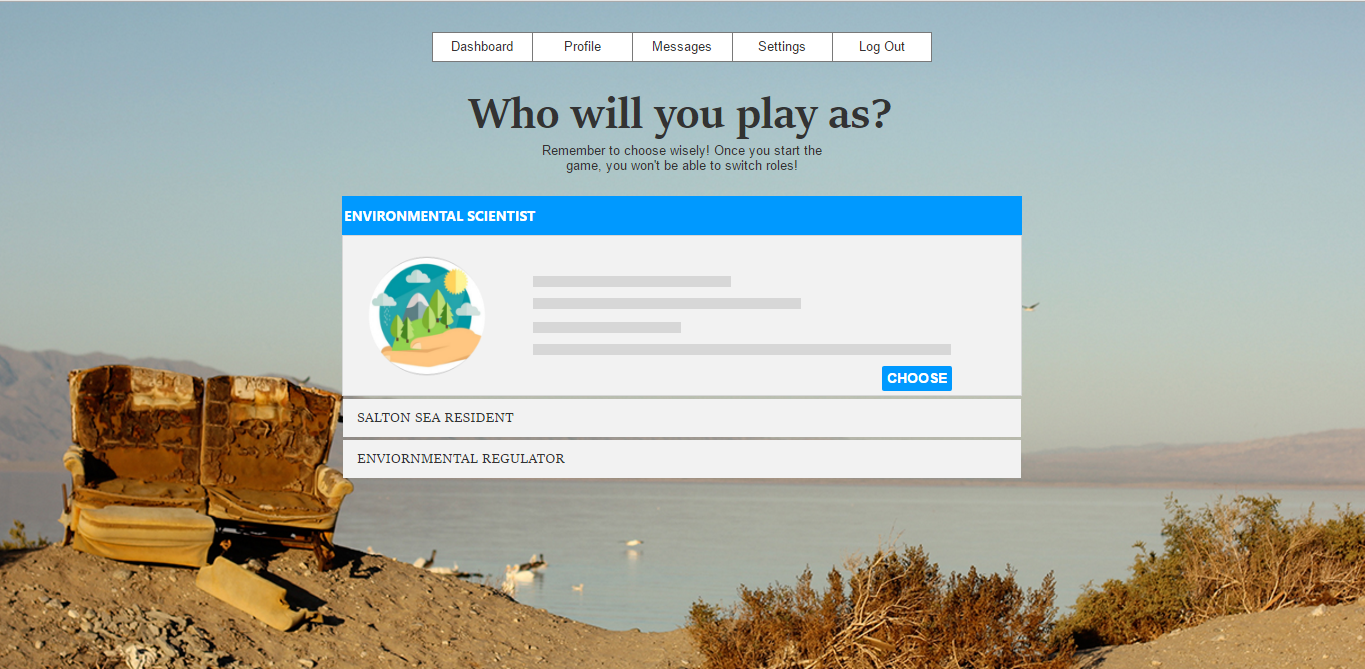 Dashboard Profile Messages Settings Log Out
Who will you play as?
Remember to choose wisely! Once you start the
game, you won't be able to switch roles!
ENVIRONMENTAL SCIENTIST
CHOOSE
SALTON SEA RESIDENT
ENVIORNMENTAL REGULATOR